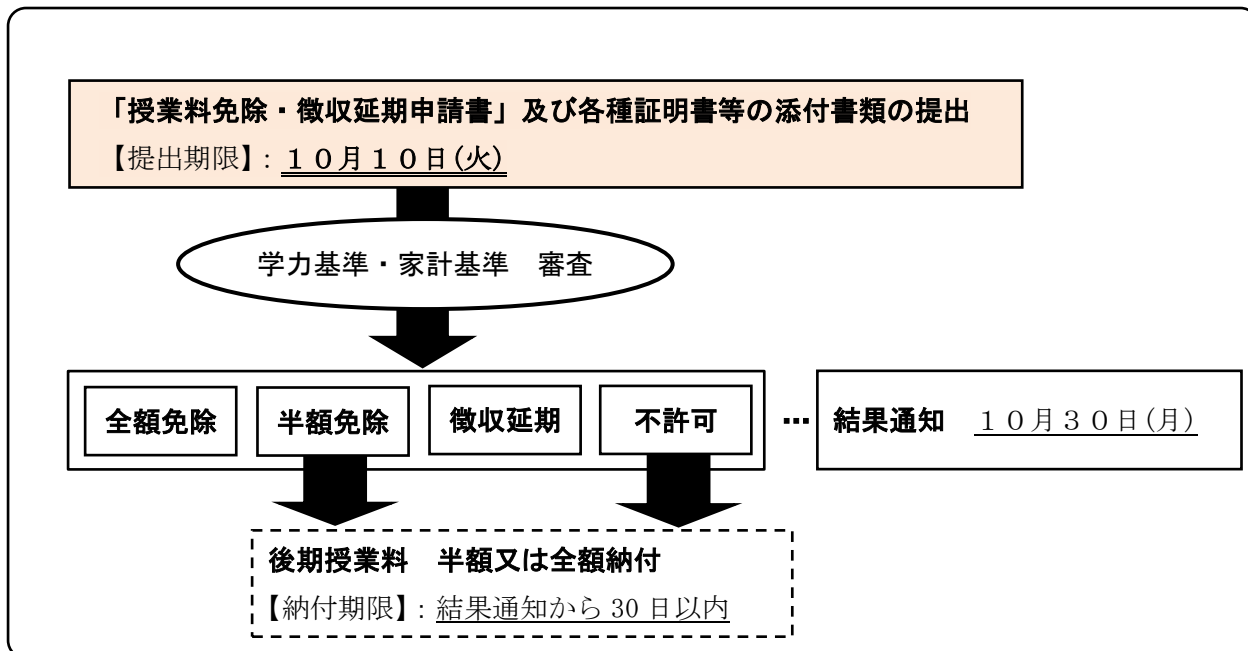 「授業料免除・徴収延期申請書」及び各種証明書等の添付書類の提出
【提出期限】：１０月１０日(火)
学力基準・家計基準　審査
全額免除
半額免除
徴収延期
不許可
…
結果通知　１０月３０日(月)
後期授業料　半額又は全額納付
【納付期限】：結果通知から 30 日以内